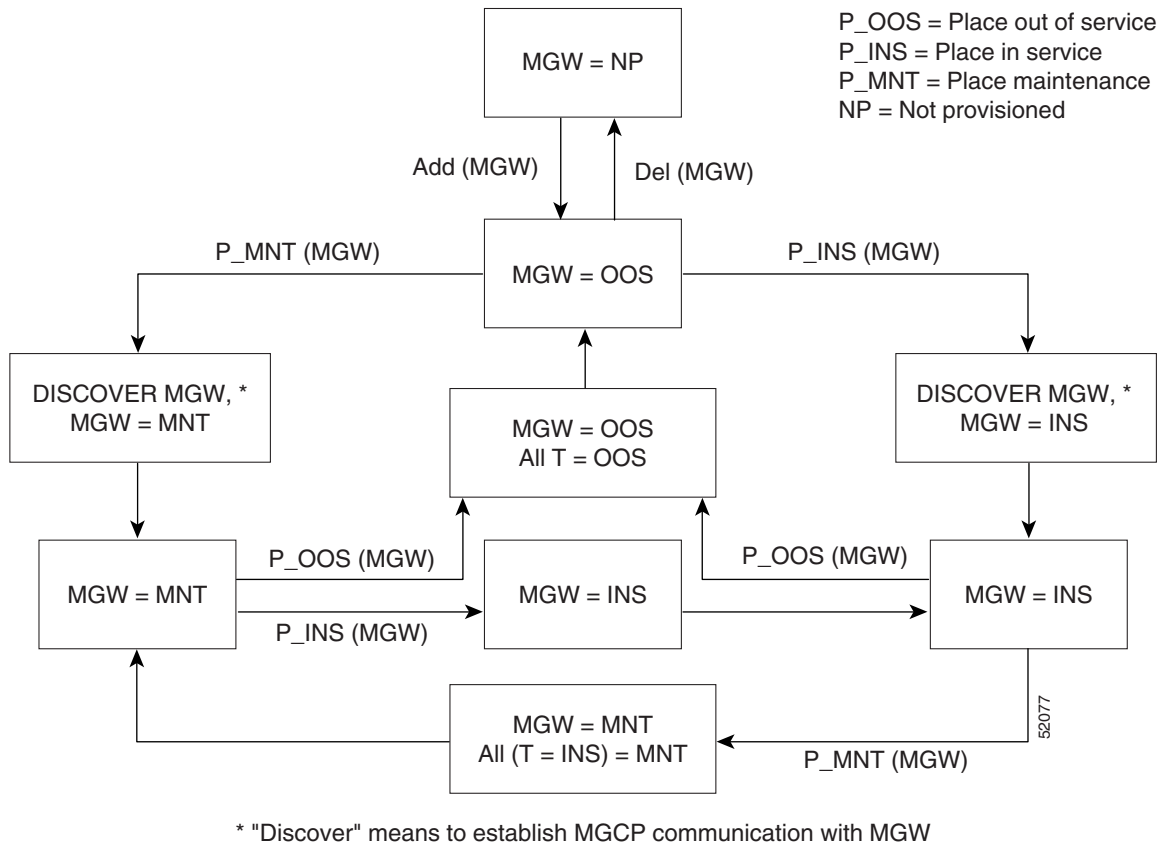 P_OOS = Place out of service
P_INS = Place in service
P_MNT = Place maintenance
NP = Not provisioned
MGW = NP
Add (MGW)
Del (MGW)
P_MNT (MGW)
MGW = OOS
P_INS (MGW)
DISCOVER MGW, *
MGW = MNT
MGW = OOS
All T = OOS
DISCOVER MGW, *
MGW = INS
MGW = MNT
P_OOS (MGW)
P_INS (MGW)
MGW = INS
P_OOS (MGW)
MGW = INS
MGW = MNT
All (T = INS) = MNT
P_MNT (MGW)
52077
* "Discover" means to establish MGCP communication with MGW